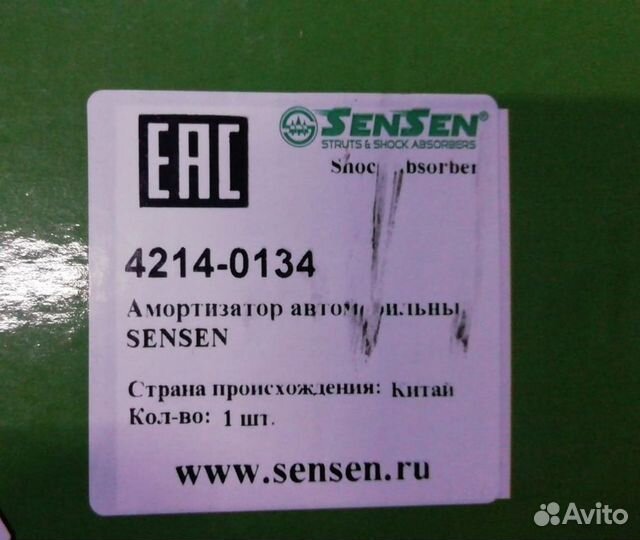 EAC
SENSEN®
STRUTS & SHOCK ABSORBERS
4214-0134
Амортизатор
SENSEN
Страна происхождения: Китай
Кол-во: 1 шт.
www.sensen.ru
Avito